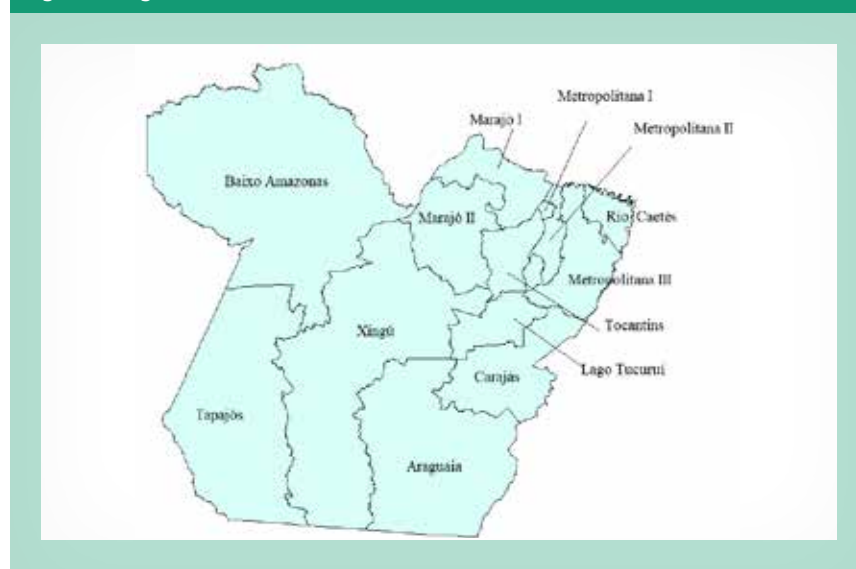 Metropolitana I
Marajó I
Metropolitana II
Baixo Amazonas
Marajó II
Rio Caetés
Metropolitana III
Xingú
Tocantins
Lago Tucuruí
Carajás
Tapajós
Araguaia